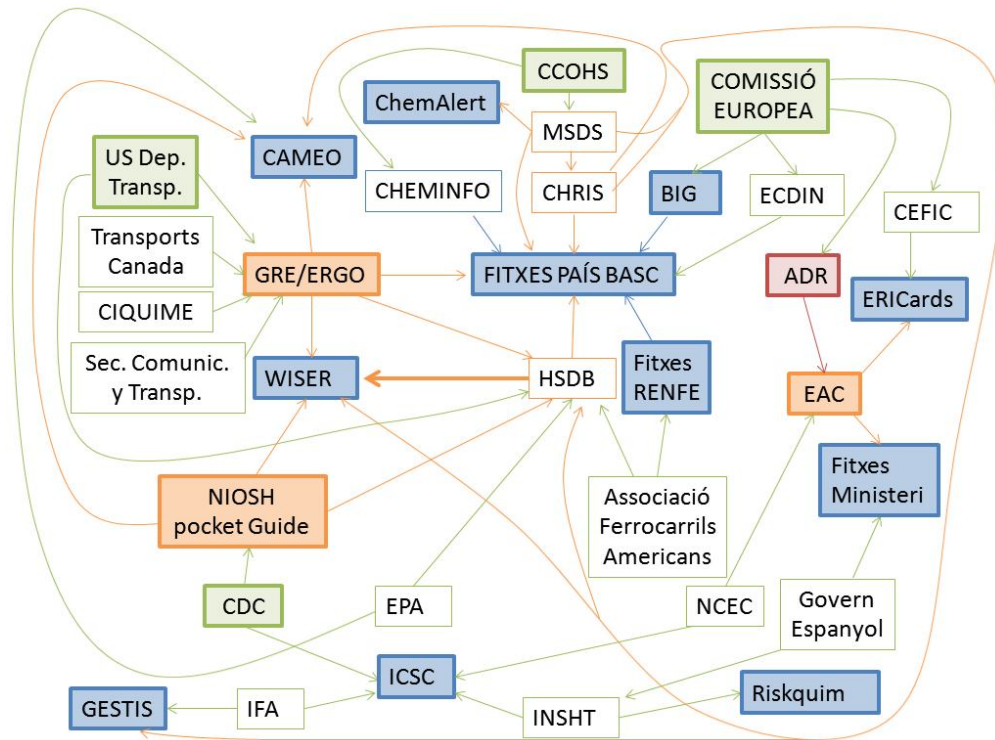 CCOHS
COMISSIÓ
EUROPEA
ChemAlert
MSDS
US Dep.
Transp.
CAMEO
CHEMINFO
CHRIS
BIG
ECDIN
CEFIC
Transports
Canada
GRE/ERGO
FITXES PAÍS BASC
ADR
ERICards
CIQUIME
Sec. Comunic.
y Transp.
WISER
HSDB
Fitxes
RENFE
EAC
NIOSH
pocket Guide
Associació
Ferrocarrils
Americans
Fitxes
Ministeri
CDC
EPA
NCEC
Govern
Espanyol
ICSC
GESTIS
IFA
INSHT
Riskquim